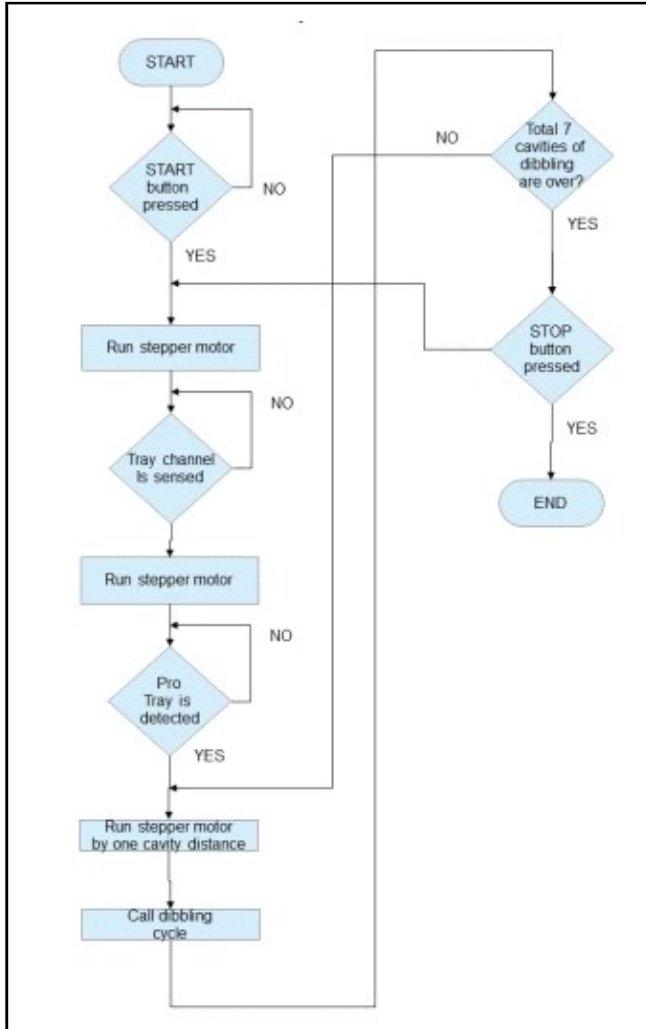 START
START
button
pressed
NO
YES
Run stepper motor
NO
Tray channel
Is sensed
Run stepper motor
NO
Pro
Tray is
detected
YES
Run stepper motor
by one cavity distance
Call dibbling
cycle
NO
Total 7
cavities of
dibbling
are over?
YES
STOP
button
pressed
YES
END